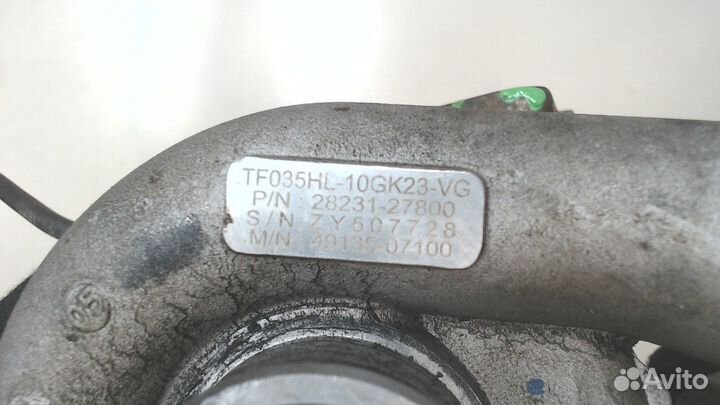 TF035HL-10GK23-VG
P/N : 28231-27800
S/N : ZY507728
M/N : 49135-07100
05
Avito